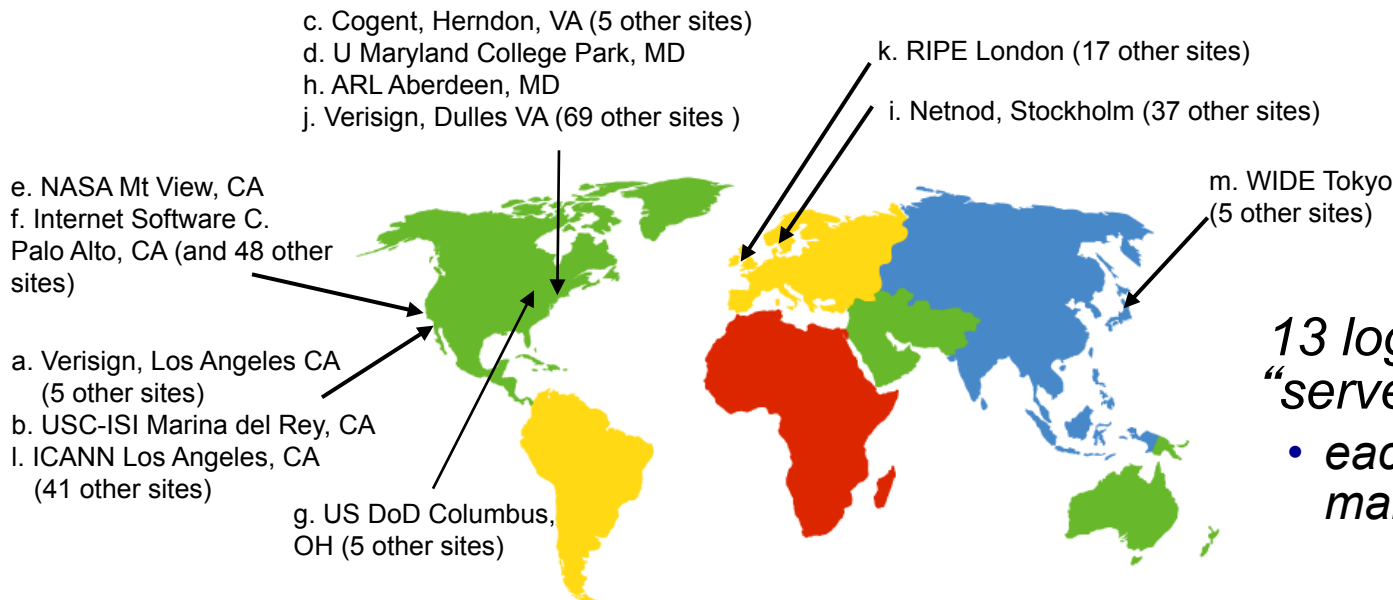 c. Cogent, Herndon, VA (5 other sites)
d. U Maryland College Park, MD
h. ARL Aberdeen, MD
j. Verisign, Dulles VA (69 other sites )
k. RIPE London (17 other sites)
i. Netnod, Stockholm (37 other sites)
m. WIDE Tokyo
(5 other sites)
e. NASA Mt View, CA
f. Internet Software C.
Palo Alto, CA (and 48 other
sites)
a. Verisign, Los Angeles CA
(5 other sites)
b. USC-ISI Marina del Rey, CA
l. ICANN Los Angeles, CA
(41 other sites)
g. US DoD Columbus,
OH (5 other sites)
13